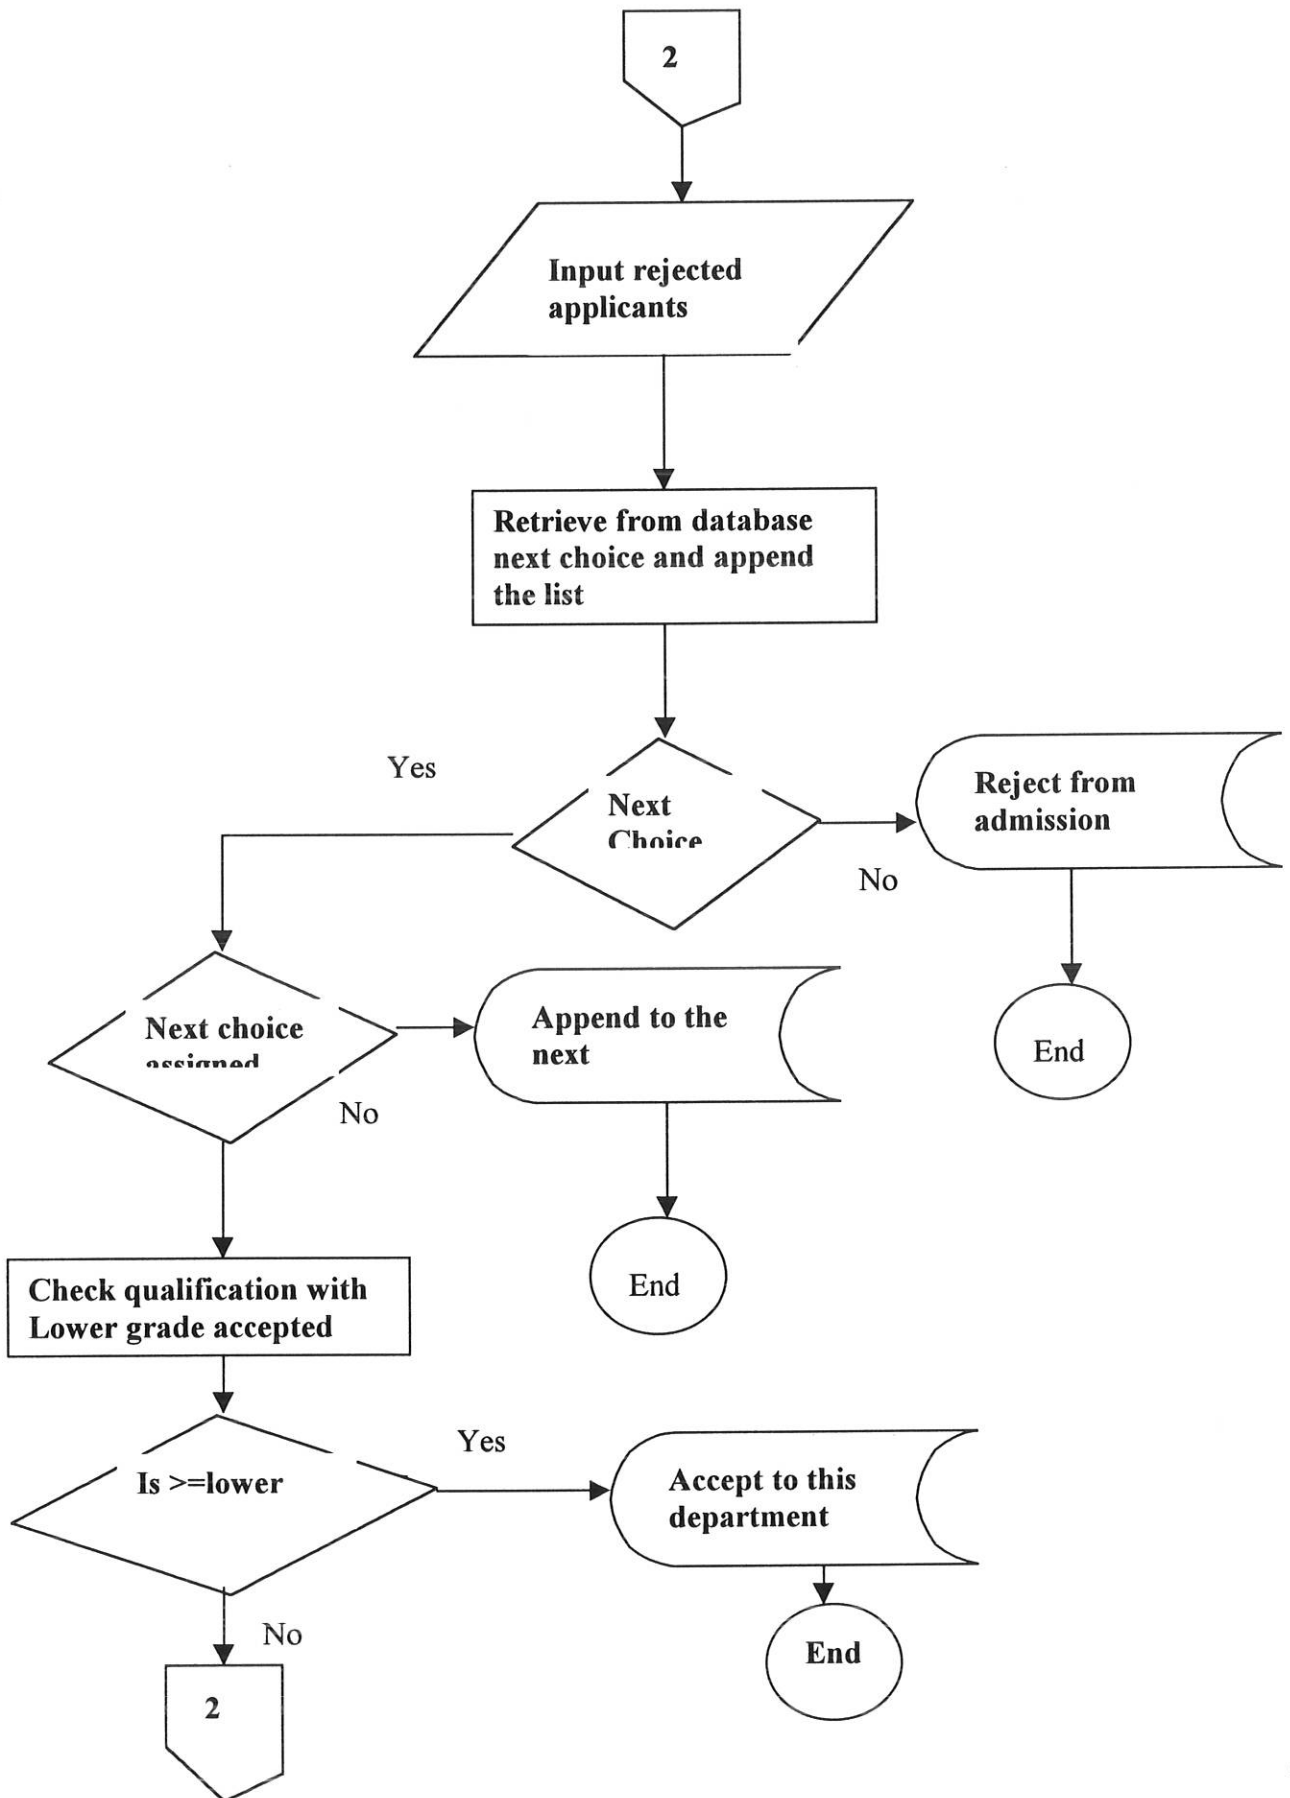 2
Input rejected
applicants
Retrieve from database
next choice and append
the list
Yes
Next
Choice
Reject from
admission
No
Next choice
assigned
Append to the
next
End
No
Check qualification with
Lower grade accepted
End
Is >=lower
Yes
Accept to this
department
No
End
2